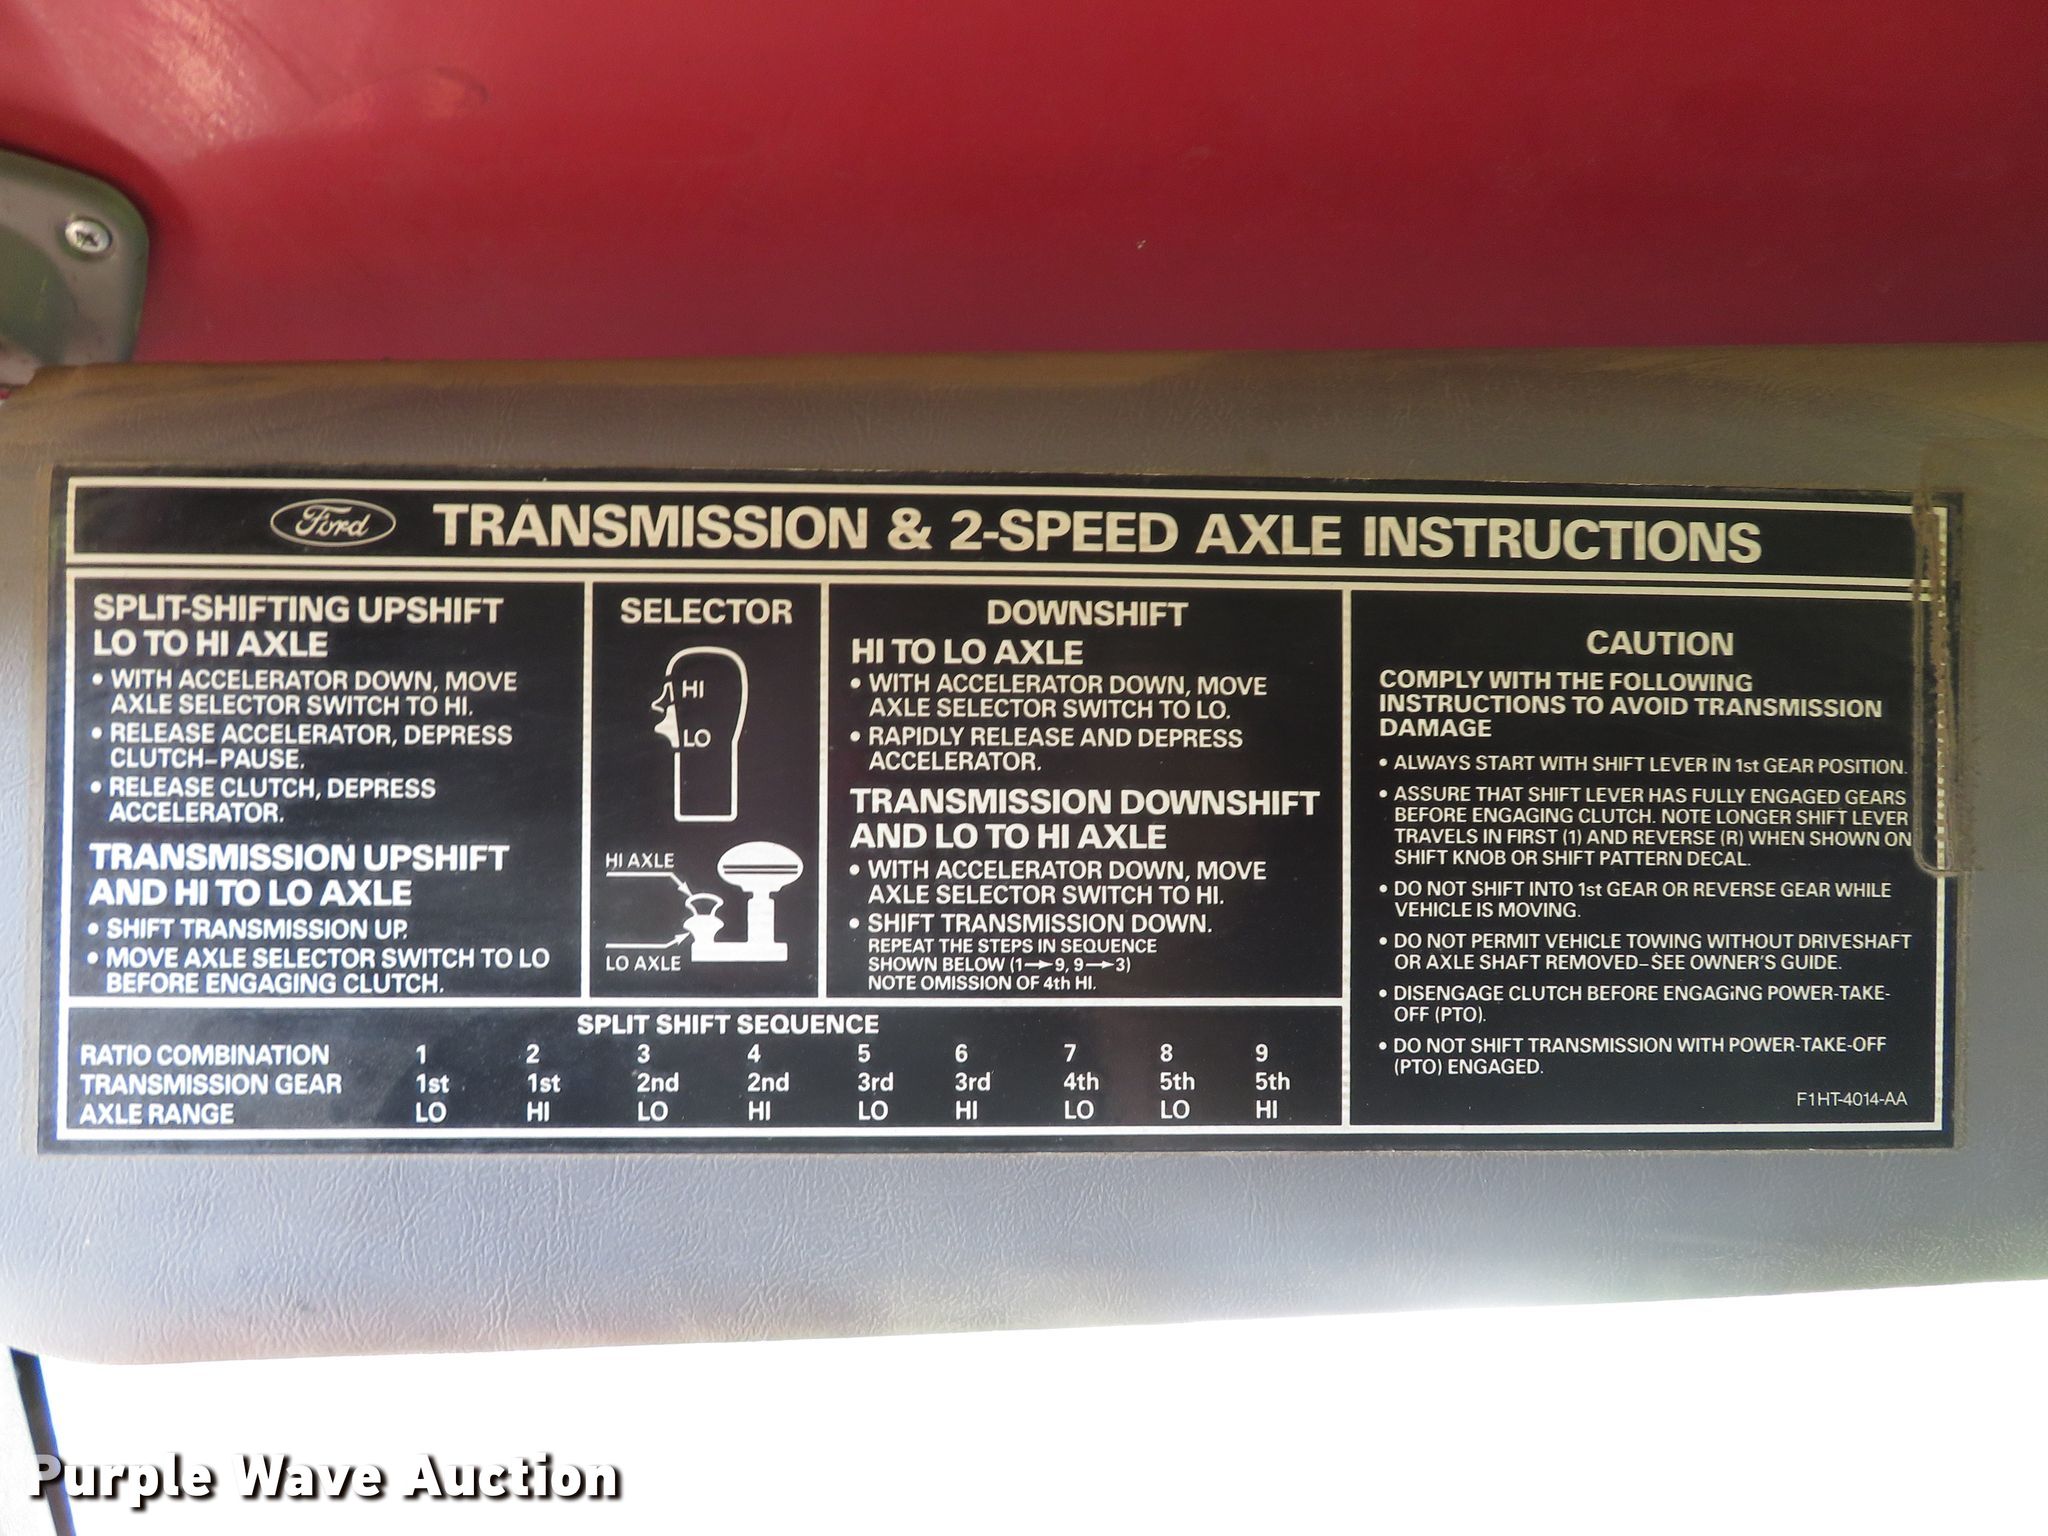 Ford TRANSMISSION & 2-SPEED AXLE INSTRUCTIONS
SPLIT-SHIFTING UPSHIFT
LO TO HI AXLE
• WITH ACCELERATOR DOWN, MOVE
AXLE SELECTOR SWITCH TO HI.
• RELEASE ACCELERATOR, DEPRESS
CLUTCH–PAUSE.
• RELEASE CLUTCH, DEPRESS
ACCELERATOR.
TRANSMISSION UPSHIFT
AND HI TO LO AXLE
• SHIFT TRANSMISSION UP.
• MOVE AXLE SELECTOR SWITCH TO LO
BEFORE ENGAGING CLUTCH.
SELECTOR
HI
LO
HI AXLE
LO AXLE
DOWNSHIFT
HI TO LO AXLE
• WITH ACCELERATOR DOWN, MOVE
AXLE SELECTOR SWITCH TO LO.
• RAPIDLY RELEASE AND DEPRESS
ACCELERATOR.
TRANSMISSION DOWNSHIFT
AND LO TO HI AXLE
• WITH ACCELERATOR DOWN, MOVE
AXLE SELECTOR SWITCH TO HI.
• SHIFT TRANSMISSION DOWN.
REPEAT THE STEPS IN SEQUENCE
SHOWN BELOW (1→9, 9→3)
NOTE OMISSION OF 4th HI.
CAUTION
COMPLY WITH THE FOLLOWING
INSTRUCTIONS TO AVOID TRANSMISSION
DAMAGE
• ALWAYS START WITH SHIFT LEVER IN 1st GEAR POSITION.
• ASSURE THAT SHIFT LEVER HAS FULLY ENGAGED GEARS
BEFORE ENGAGING CLUTCH. NOTE LONGER SHIFT LEVER
TRAVELS IN FIRST (1) AND REVERSE (R) WHEN SHOWN ON
SHIFT KNOB OR SHIFT PATTERN DECAL.
• DO NOT SHIFT INTO 1st GEAR OR REVERSE GEAR WHILE
VEHICLE IS MOVING.
• DO NOT PERMIT VEHICLE TOWING WITHOUT DRIVESHAFT
OR AXLE SHAFT REMOVED–SEE OWNER'S GUIDE.
• DISENGAGE CLUTCH BEFORE ENGAGING POWER-TAKE-
OFF (PTO).
• DO NOT SHIFT TRANSMISSION WITH POWER-TAKE-OFF
(PTO) ENGAGED.
F1HT-4014-AA
SPLIT SHIFT SEQUENCE
RATIO COMBINATION 1 2 3 4 5 6 7 8 9
TRANSMISSION GEAR 1st 1st 2nd 2nd 3rd 3rd 4th 5th 5th
AXLE RANGE LO HI LO HI LO HI LO LO HI
Purple Wave Auction